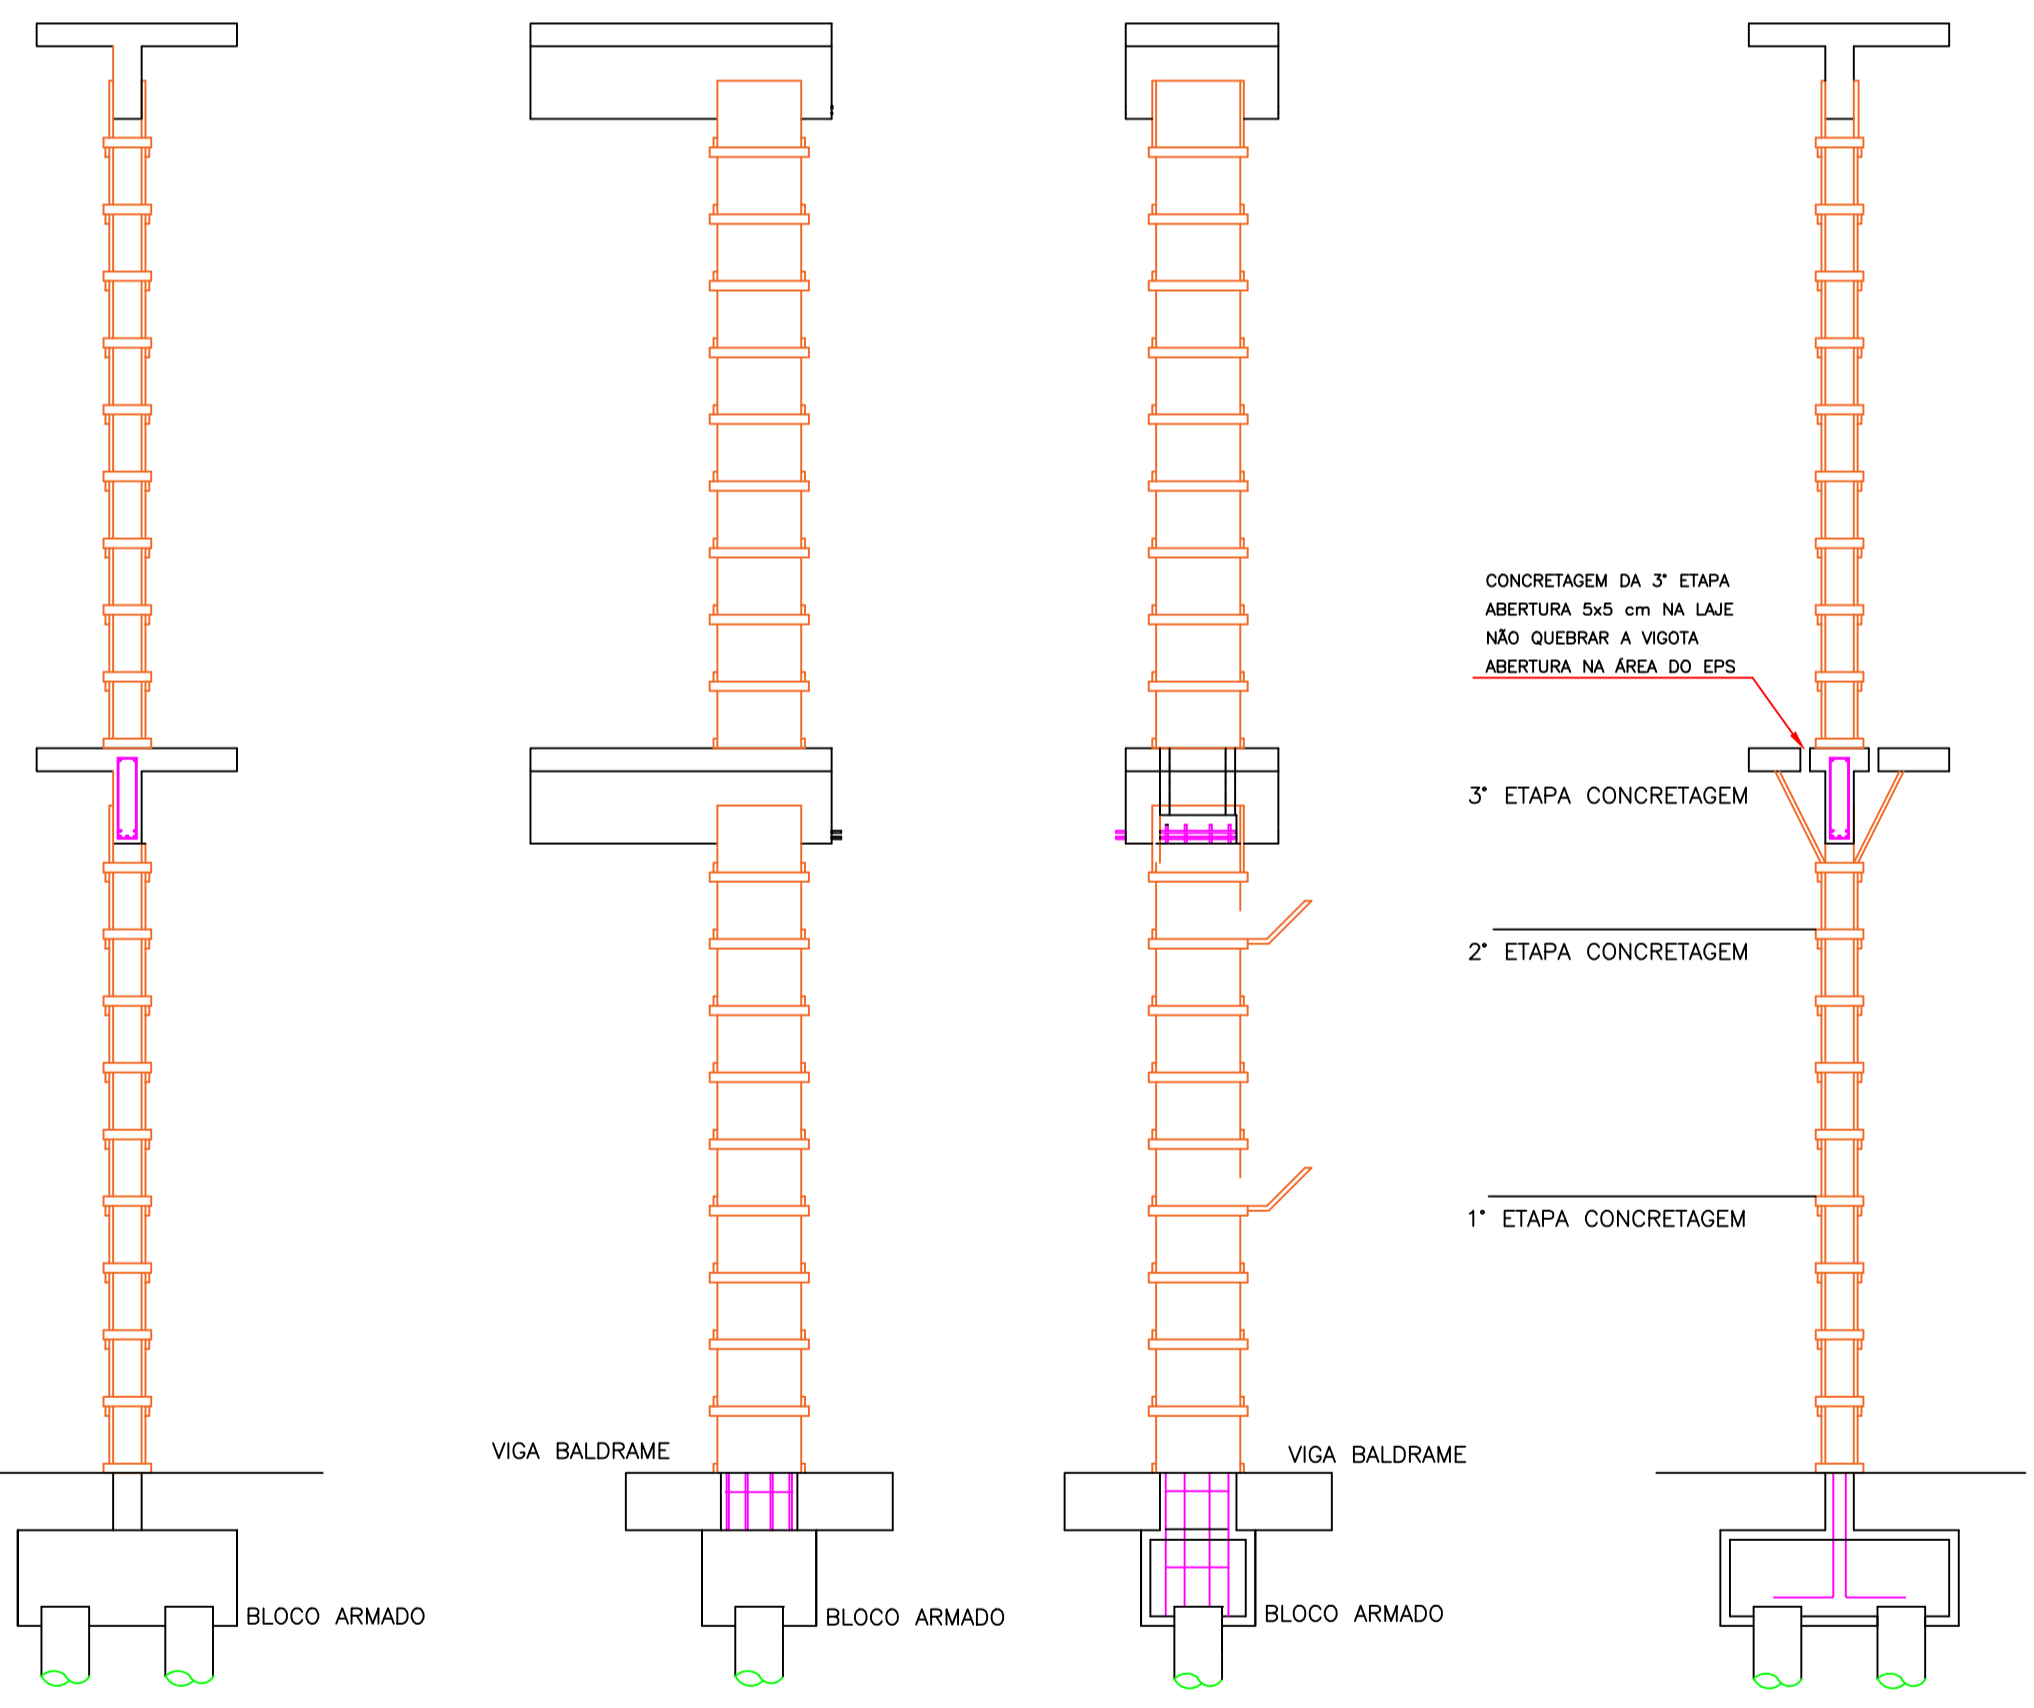 CONCRETAGEM DA 3° ETAPA
ABERTURA 5x5 cm NA LAJE
NÃO QUEBRAR A VIGOTA
ABERTURA NA ÁREA DO EPS
3° ETAPA CONCRETAGEM
2° ETAPA CONCRETAGEM
1° ETAPA CONCRETAGEM
VIGA BALDRAME
VIGA BALDRAME
BLOCO ARMADO
BLOCO ARMADO
BLOCO ARMADO